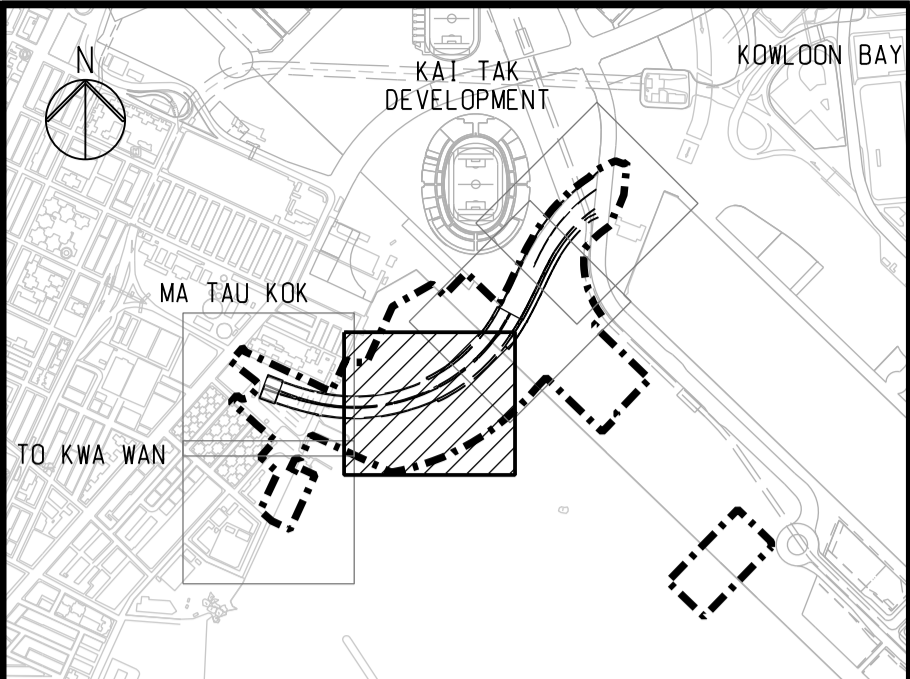 N
KAI TAK
DEVELOPMENT
KOWLOON BAY
MA TAU KOK
TO KWA WAN